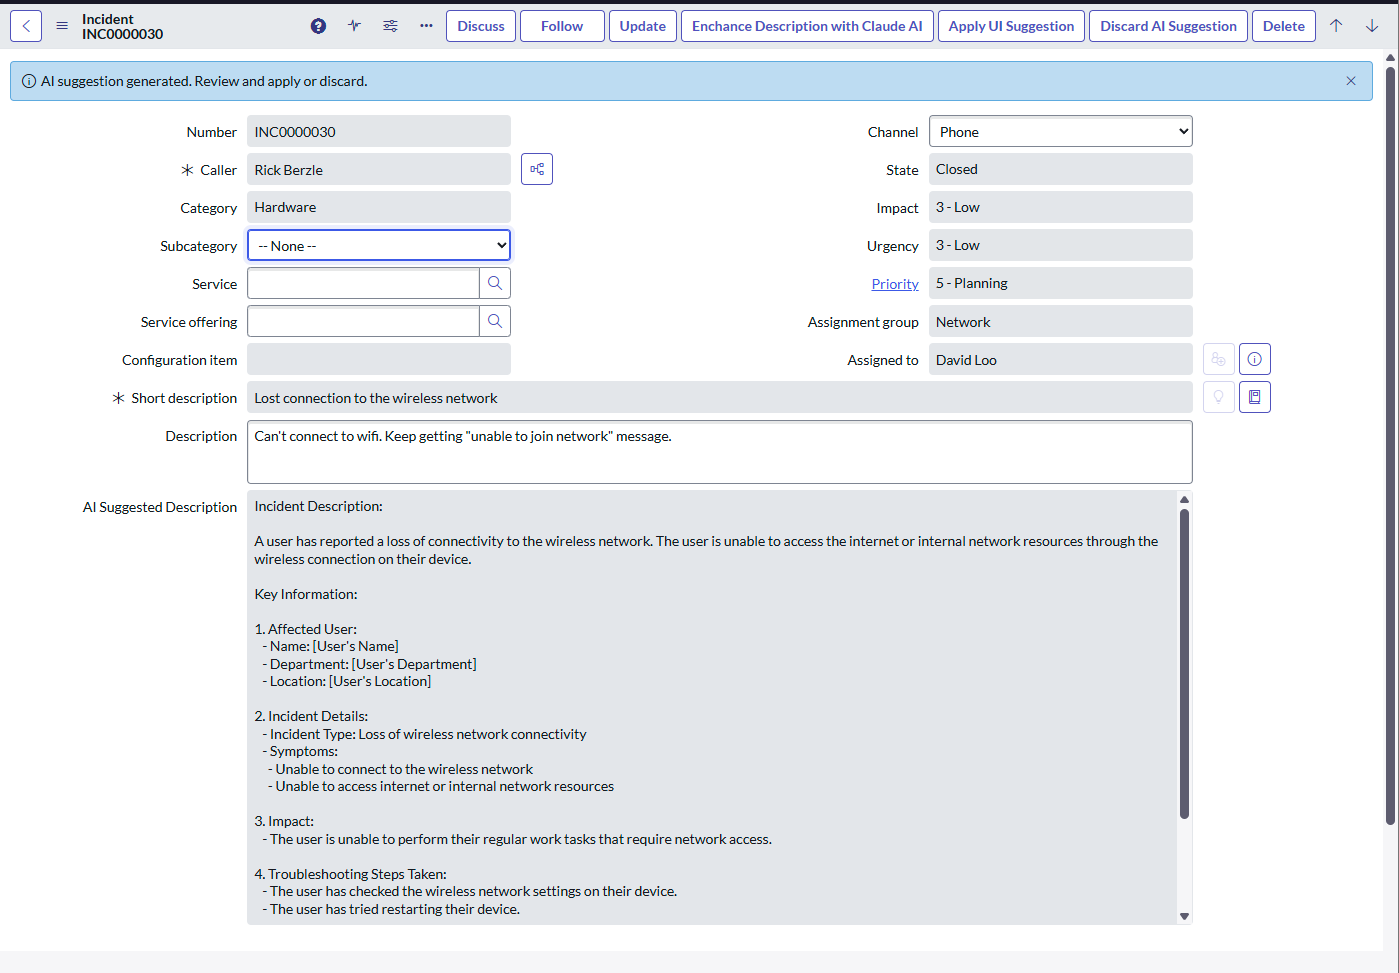 Incident
INC0000030
Discuss
Follow
Update
Enchance Description with Claude AI
Apply UI Suggestion
Discard AI Suggestion
Delete
AI suggestion generated. Review and apply or discard.
Number
INC0000030
Channel
Phone
Caller
Rick Berzle
State
Closed
Category
Hardware
Impact
3 - Low
Subcategory
-- None --
Urgency
3 - Low
Service
Priority
5 - Planning
Service offering
Assignment group
Network
Configuration item
Assigned to
David Loo
Short description
Lost connection to the wireless network
Description
Can't connect to wifi. Keep getting "unable to join network" message.
AI Suggested Description
Incident Description:
A user has reported a loss of connectivity to the wireless network. The user is unable to access the internet or internal network resources through the
wireless connection on their device.
Key Information:
1. Affected User:
- Name: [User's Name]
- Department: [User's Department]
- Location: [User's Location]
2. Incident Details:
- Incident Type: Loss of wireless network connectivity
- Symptoms:
- Unable to connect to the wireless network
- Unable to access internet or internal network resources
3. Impact:
- The user is unable to perform their regular work tasks that require network access.
4. Troubleshooting Steps Taken:
- The user has checked the wireless network settings on their device.
- The user has tried restarting their device.